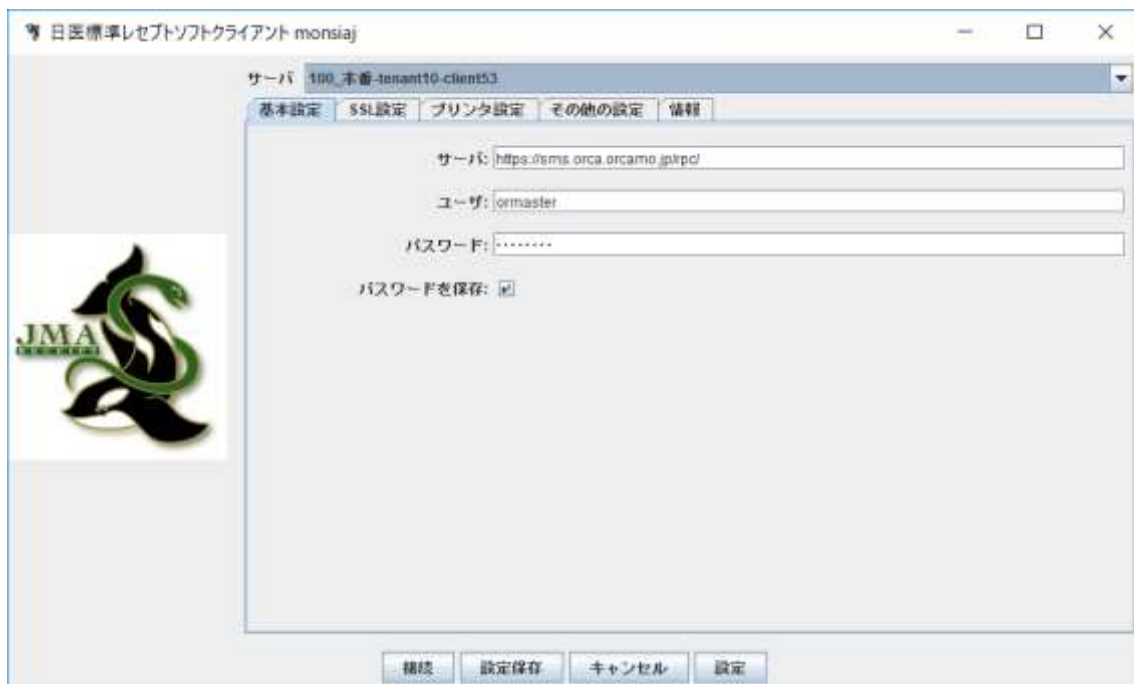 日医標準レセプトソフトクライアント monsiaj
サーバ 100_本番-tenant10-client53
基本設定 SSL設定 プリンタ設定 その他の設定 情報
サーバ: https://sms.orca.orcamo.jp/rpc/
ユーザ: ormaster
パスワード: ········
パスワードを保存:
JMA
RECEIPT
接続 設定保存 キャンセル 設定